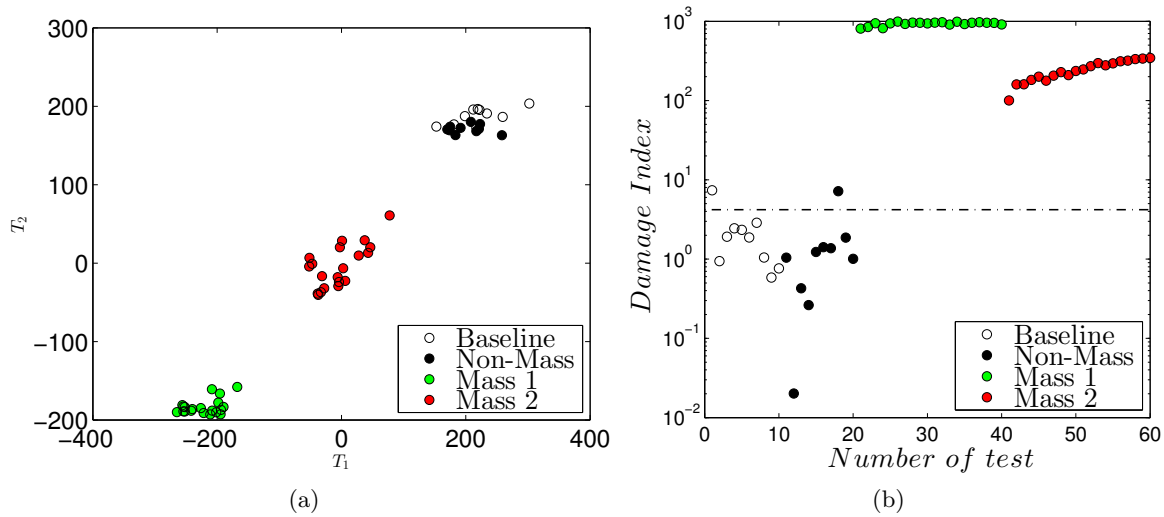 300
200
100
0
−100
−200
−400
−200
0
200
400
T2
T1
Baseline
Non-Mass
Mass 1
Mass 2
(a)
10^3
10^2
10^1
10^0
10^−1
10^−2
0
10
20
30
40
50
60
Damage Index
Number of test
Baseline
Non-Mass
Mass 1
Mass 2
(b)